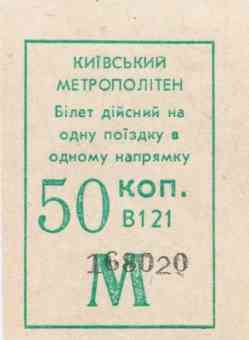 КИЇВСЬКИЙ
МЕТРОПОЛІТЕН
Білет дійсний на
одну поїздку в
одному напрямку
50 КОП.
В121
168020
М